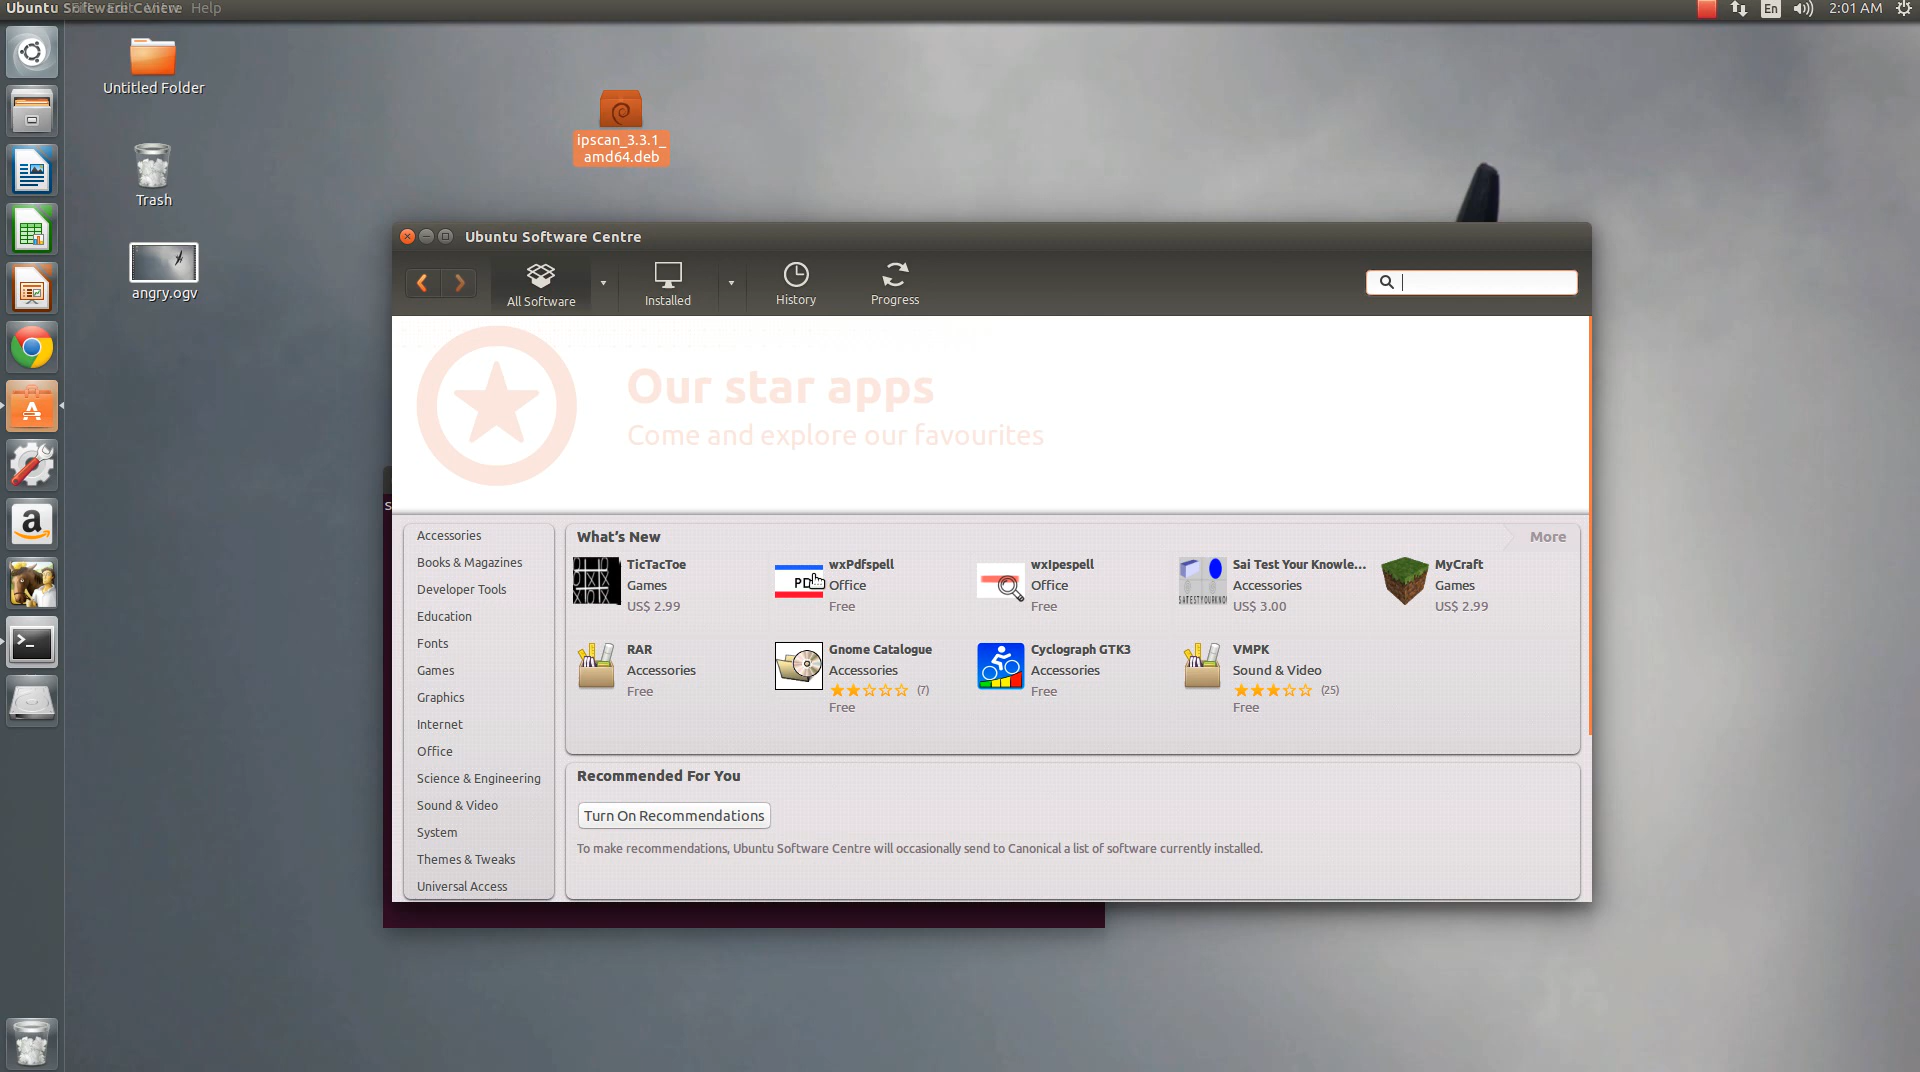 Ubuntu Software Centre Help
En
2:01 AM
Untitled Folder
ipscan_3.3.1_
amd64.deb
Trash
angry.ogv
Ubuntu Software Centre
All Software
Installed
History
Progress
Our star apps
Come and explore our favourites
Accessories
Books & Magazines
Developer Tools
Education
Fonts
Games
Graphics
Internet
Office
Science & Engineering
Sound & Video
System
Themes & Tweaks
Universal Access
What's New
More
TicTacToe
Games
US$ 2.99
wxPdfspell
Office
Free
wxIpespell
Office
Free
Sai Test Your Knowle...
Accessories
US$ 3.00
MyCraft
Games
US$ 2.99
RAR
Accessories
Free
Gnome Catalogue
Accessories
(7)
Free
Cyclograph GTK3
Accessories
Free
VMPK
Sound & Video
(25)
Free
Recommended For You
Turn On Recommendations
To make recommendations, Ubuntu Software Centre will occasionally send to Canonical a list of software currently installed.